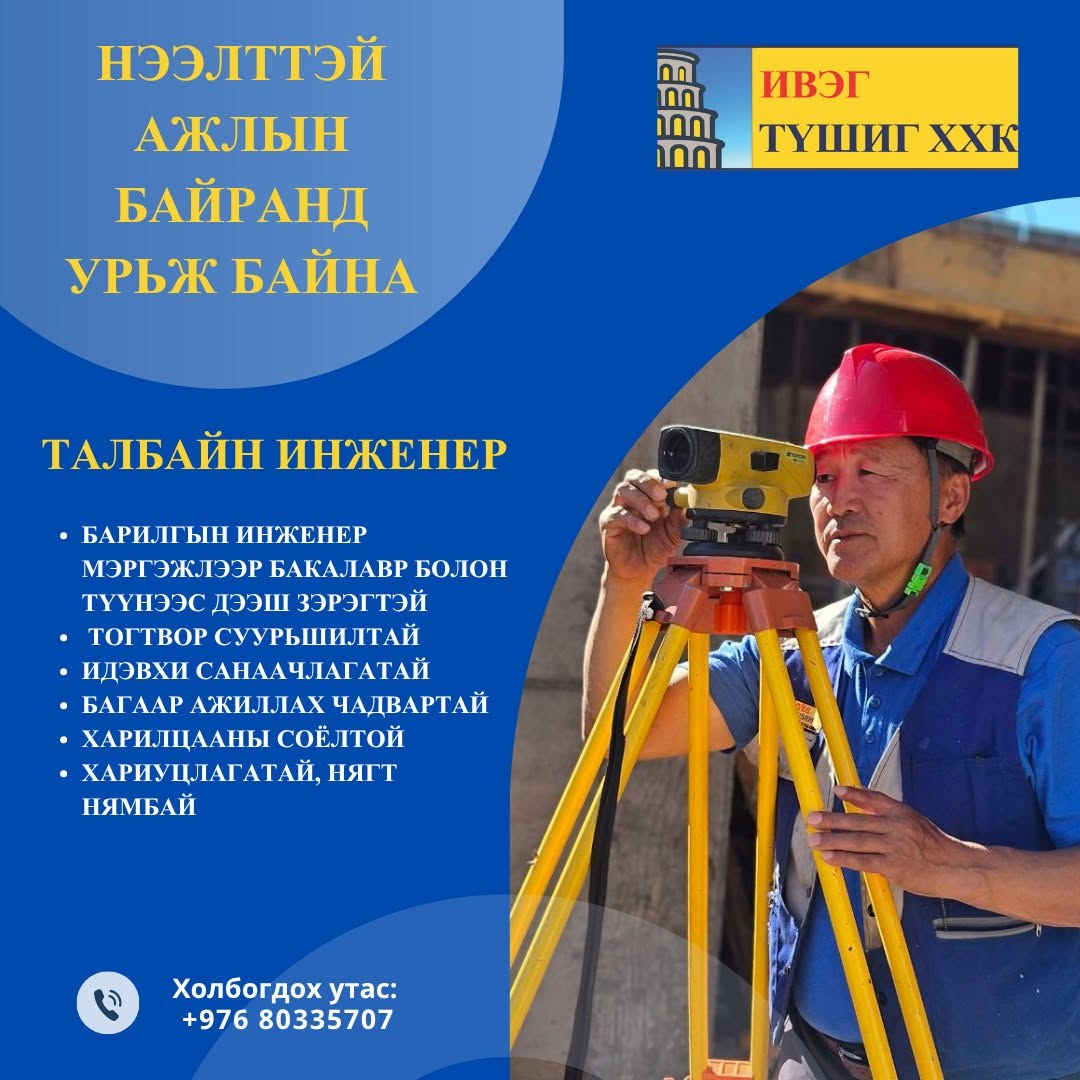 НЭЭЛТТЭЙ
АЖЛЫН
БАЙРАНД
УРЬЖ БАЙНА
ИВЭГ
ТҮШИГ ХХК
ТАЛБАЙН ИНЖЕНЕР
• БАРИЛГЫН ИНЖЕНЕР
МЭРГЭЖЛЭЭР БАКАЛАВР БОЛОН
ТҮҮНЭЭС ДЭЭШ ЗЭРЭГТЭЙ
• ТОГТВОР СУУРЬШИЛТАЙ
• ИДЭВХИ САНААЧЛАГАТАЙ
• БАГААР АЖИЛЛАХ ЧАДВАРТАЙ
• ХАРИЛЦААНЫ СОЁЛТОЙ
• ХАРИУЦЛАГАТАЙ, НЯГТ
НЯМБАЙ
Холбогдох утас:
+976 80335707